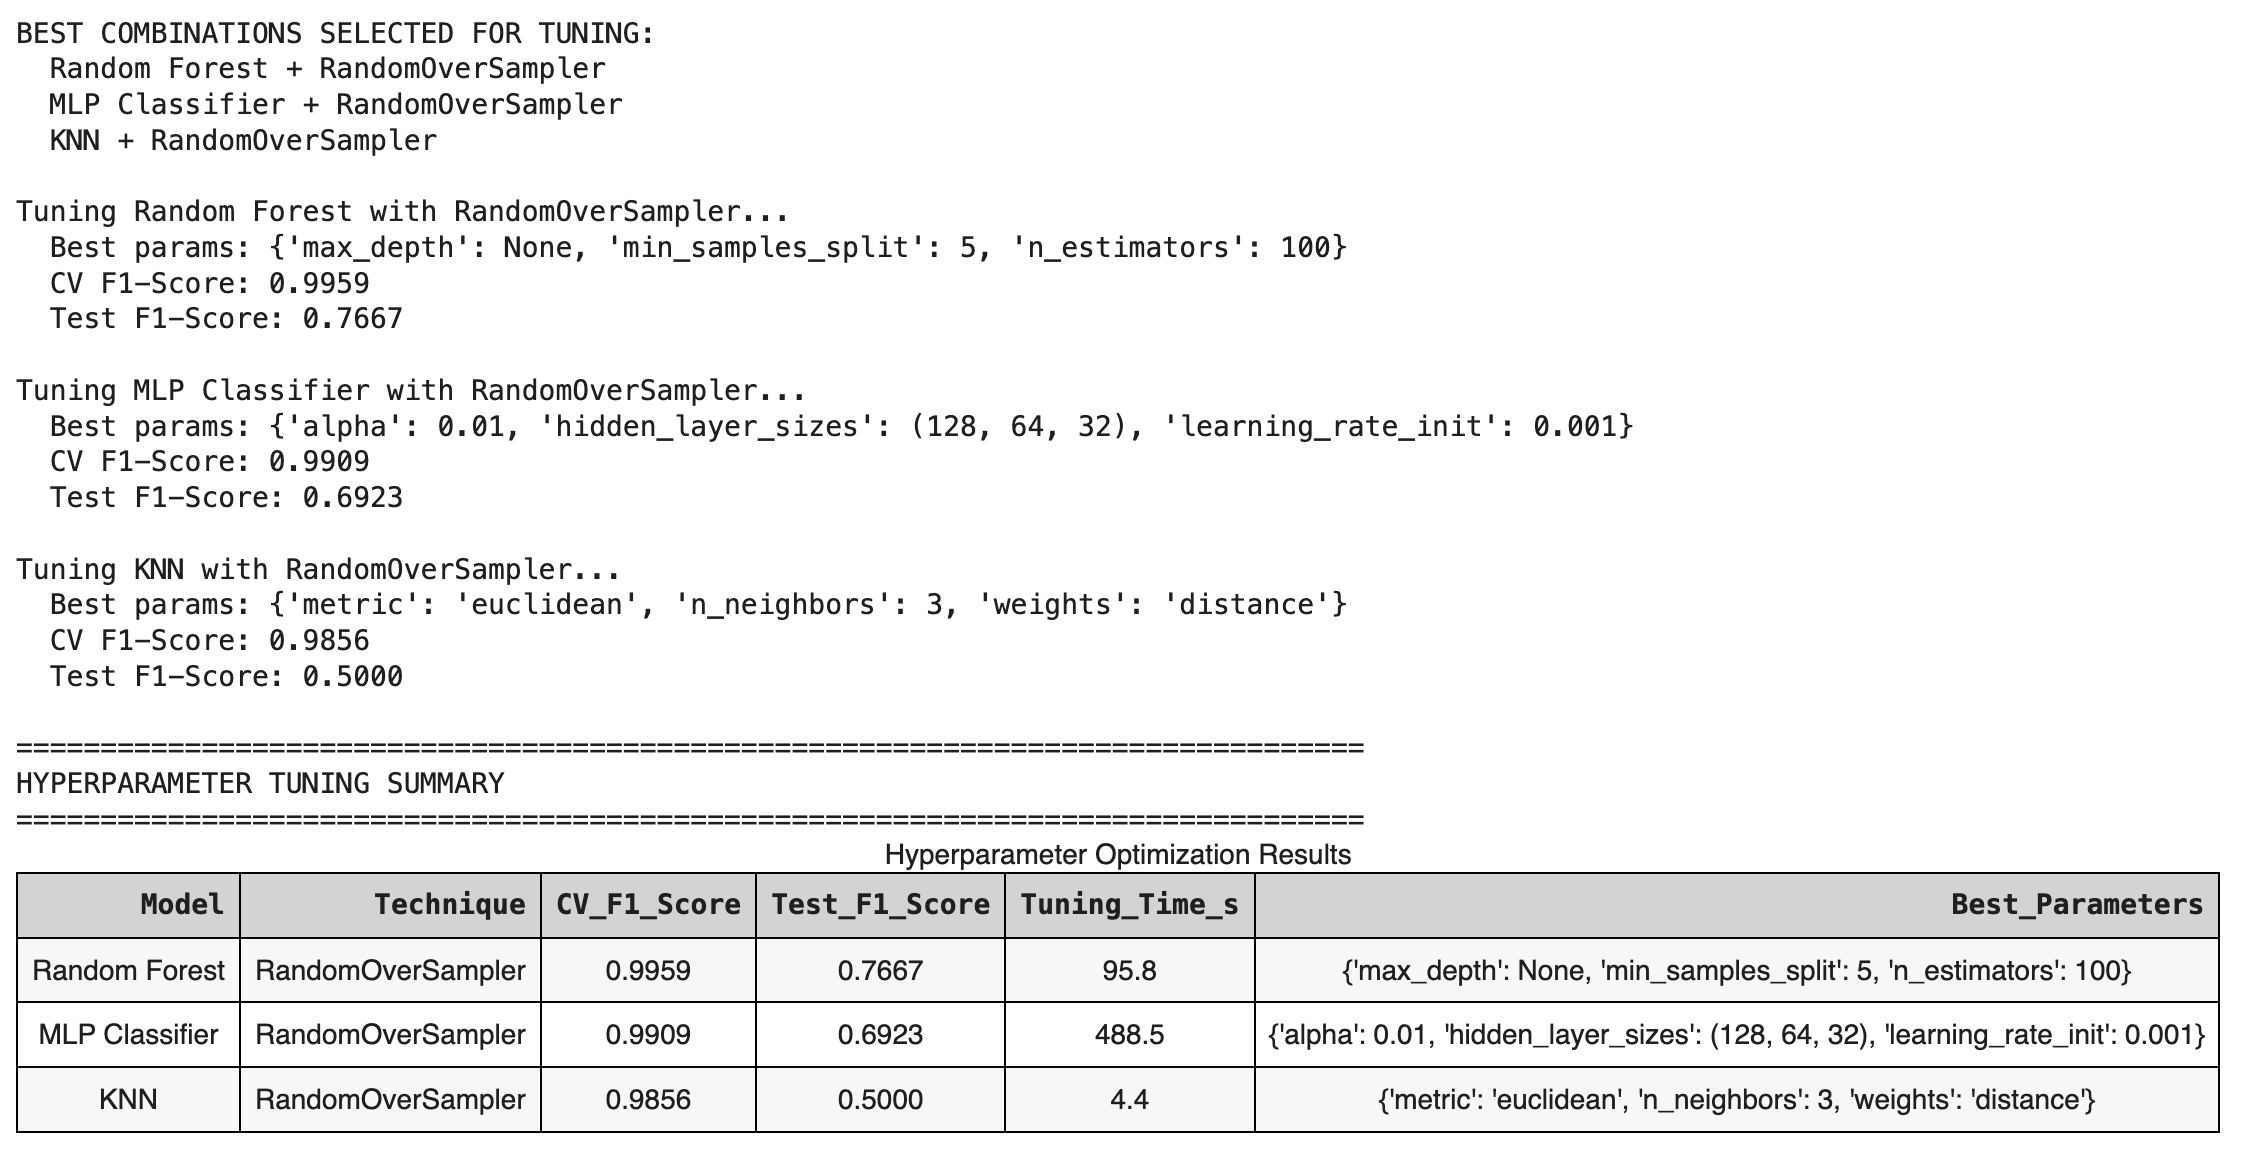 BEST COMBINATIONS SELECTED FOR TUNING:
Random Forest + RandomOverSampler
MLP Classifier + RandomOverSampler
KNN + RandomOverSampler
Tuning Random Forest with RandomOverSampler...
Best params: {'max_depth': None, 'min_samples_split': 5, 'n_estimators': 100}
CV F1-Score: 0.9959
Test F1-Score: 0.7667
Tuning MLP Classifier with RandomOverSampler...
Best params: {'alpha': 0.01, 'hidden_layer_sizes': (128, 64, 32), 'learning_rate_init': 0.001}
CV F1-Score: 0.9909
Test F1-Score: 0.6923
Tuning KNN with RandomOverSampler...
Best params: {'metric': 'euclidean', 'n_neighbors': 3, 'weights': 'distance'}
CV F1-Score: 0.9856
Test F1-Score: 0.5000
================================================================================
HYPERPARAMETER TUNING SUMMARY
================================================================================
Hyperparameter Optimization Results
Model Technique CV_F1_Score Test_F1_Score Tuning_Time_s Best_Parameters
Random Forest RandomOverSampler 0.9959 0.7667 95.8 {'max_depth': None, 'min_samples_split': 5, 'n_estimators': 100}
MLP Classifier RandomOverSampler 0.9909 0.6923 488.5 {'alpha': 0.01, 'hidden_layer_sizes': (128, 64, 32), 'learning_rate_init': 0.001}
KNN RandomOverSampler 0.9856 0.5000 4.4 {'metric': 'euclidean', 'n_neighbors': 3, 'weights': 'distance'}